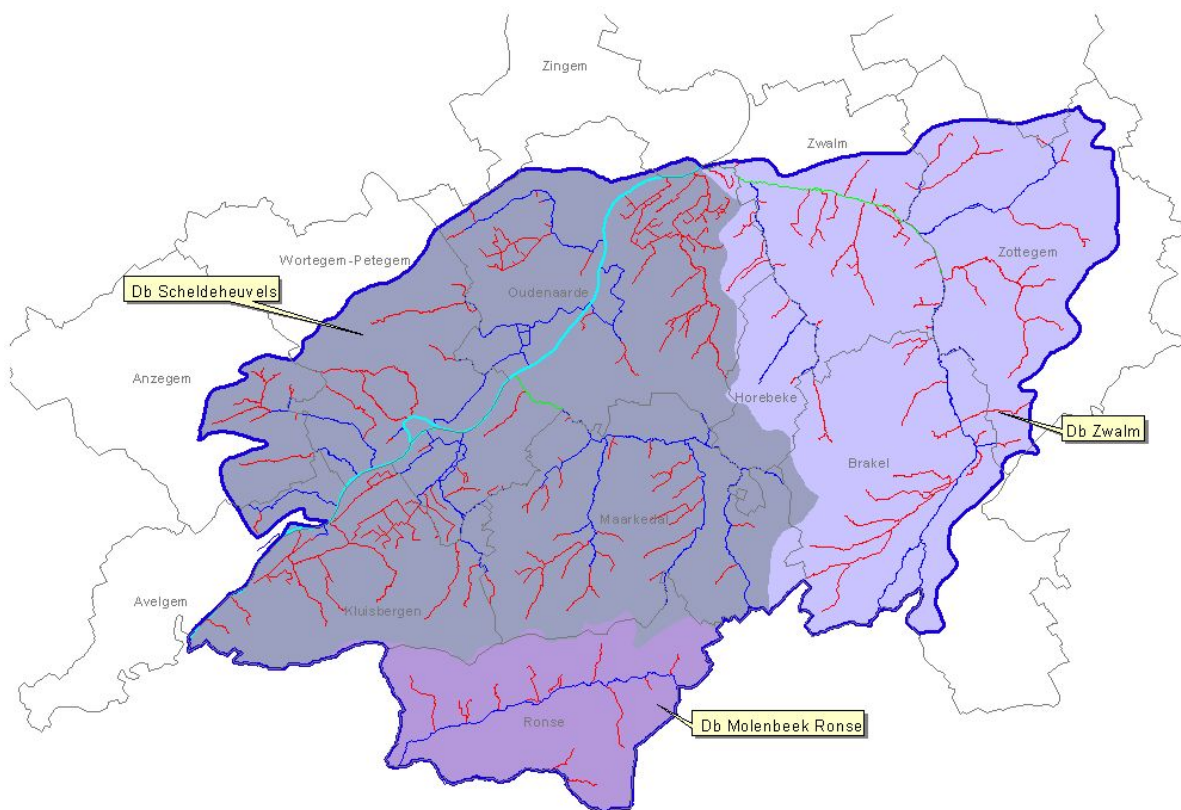 Zingem
Zwalm
Wortegem-Petegem
Zottegem
Db Scheldeheuvels
Oudenaarde
Anzegem
Horebeke
Db Zwalm
Brakel
Maarkedal
Avelgem
Kluisbergen
Ronse
Db Molenbeek Ronse